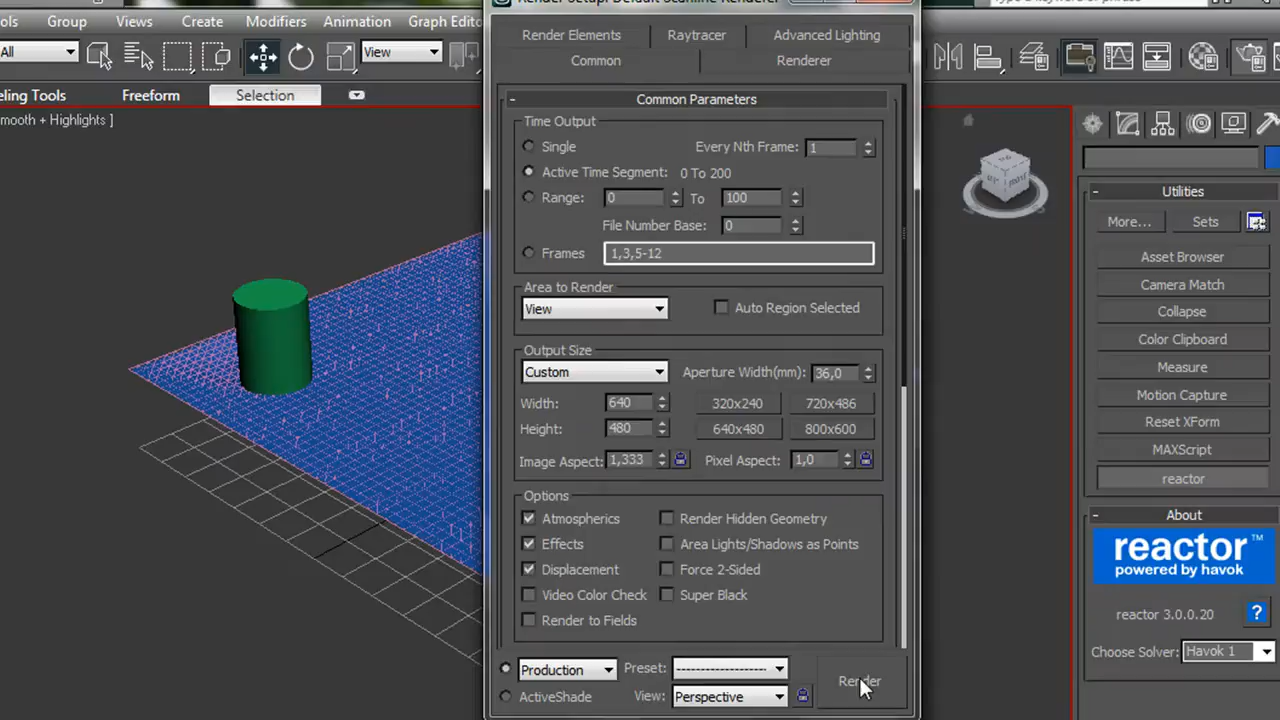 Render Setup: Default Scanline Renderer
Group Views Create Modifiers Animation Graph Edito
All View
eling Tools Freeform Selection
mooth + Highlights ]
Render Elements Raytracer Advanced Lighting
Common Renderer
- Common Parameters
Time Output
Single Every Nth Frame: 1
Active Time Segment: 0 To 200
Range: 0 To 100
File Number Base: 0
Frames 1,3,5-12
Area to Render
View Auto Region Selected
Output Size
Custom Aperture Width(mm): 36,0
Width: 640 320x240 720x486
Height: 480 640x480 800x600
Image Aspect: 1,333 Pixel Aspect: 1,0
Options
Atmospherics Render Hidden Geometry
Effects Area Lights/Shadows as Points
Displacement Force 2-Sided
Video Color Check Super Black
Render to Fields
Production Preset: --------------------
ActiveShade View: Perspective
Render
- Utilities
More... Sets
Asset Browser
Camera Match
Collapse
Color Clipboard
Measure
Motion Capture
Reset XForm
MAXScript
reactor
- About
reactor™
powered by havok
reactor 3.0.0.20 ?
Choose Solver: Havok 1